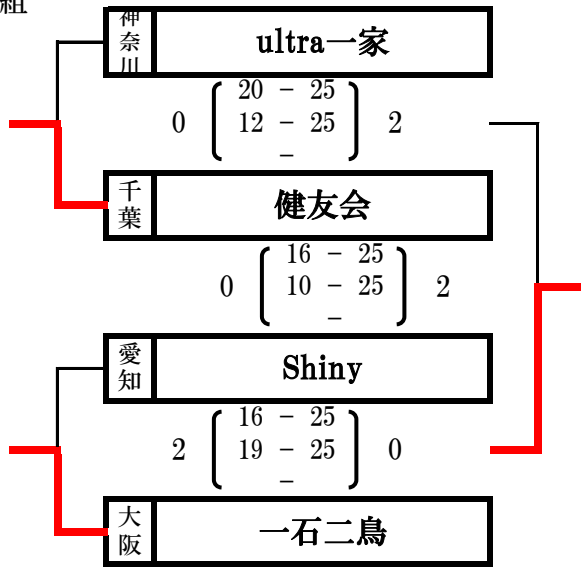 組
神奈川 ultra一家
20 - 25
0 12 - 25 2
-
千葉 健友会
16 - 25
0 10 - 25 2
-
愛知 Shiny
16 - 25
2 19 - 25 0
-
大阪 一石二鳥